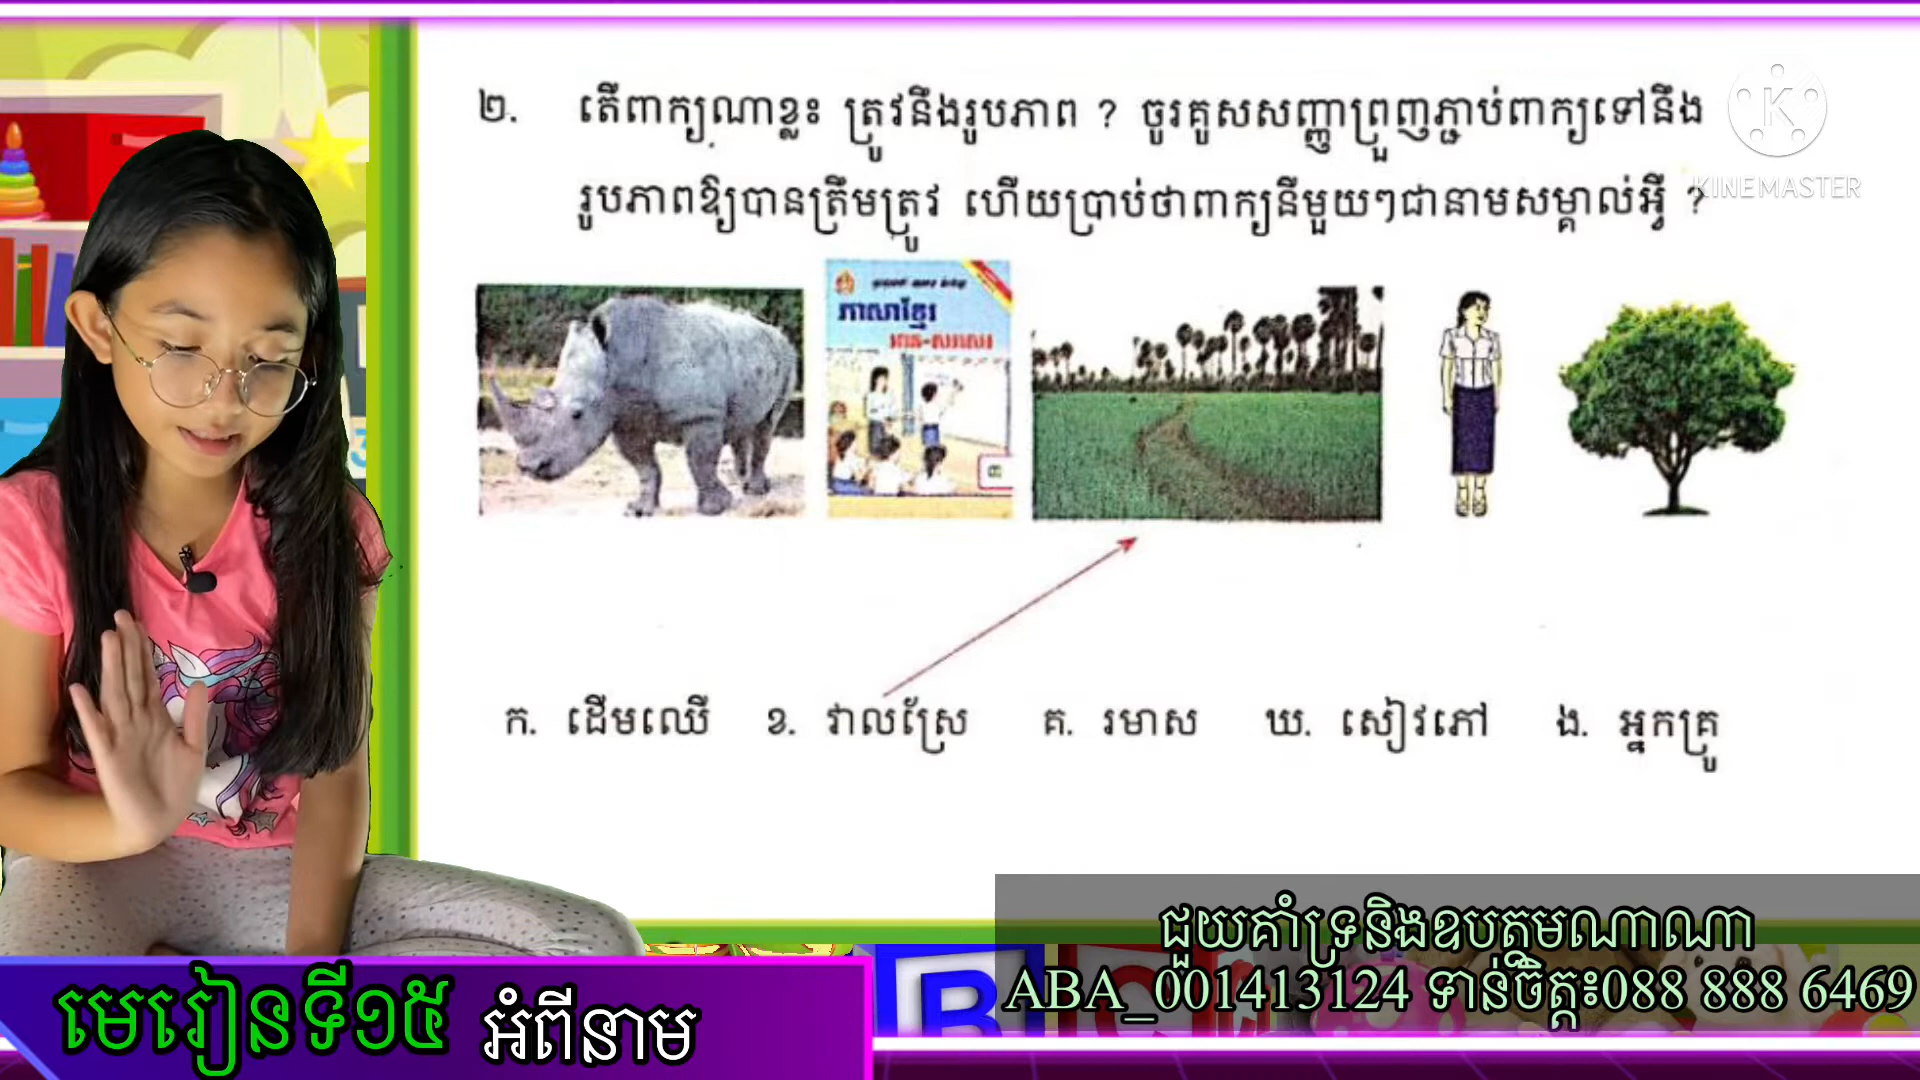 ២. តើពាក្យណាខ្លះ ត្រូវនឹងរូបភាព ? ចូរគូសសញ្ញាព្រួញភ្ជាប់ពាក្យទៅនឹង
រូបភាពឱ្យបានត្រឹមត្រូវ ហើយប្រាប់ថាពាក្យនីមួយៗជានាមសម្គាល់អ្វី ?
KINEMASTER
ភាសាខ្មែរ
អាន-សរសេរ
៣
ក. ដើមឈើ ខ. វាលស្រែ គ. រមាស ឃ. សៀវភៅ ង. អ្នកគ្រូ
ជួយគាំទ្រនិងឧបត្ថមណាណា
ABA_001413124 ទាន់ចិត្ត៖088 888 6469
មេរៀនទី១៥ អំពីនាម
B
C